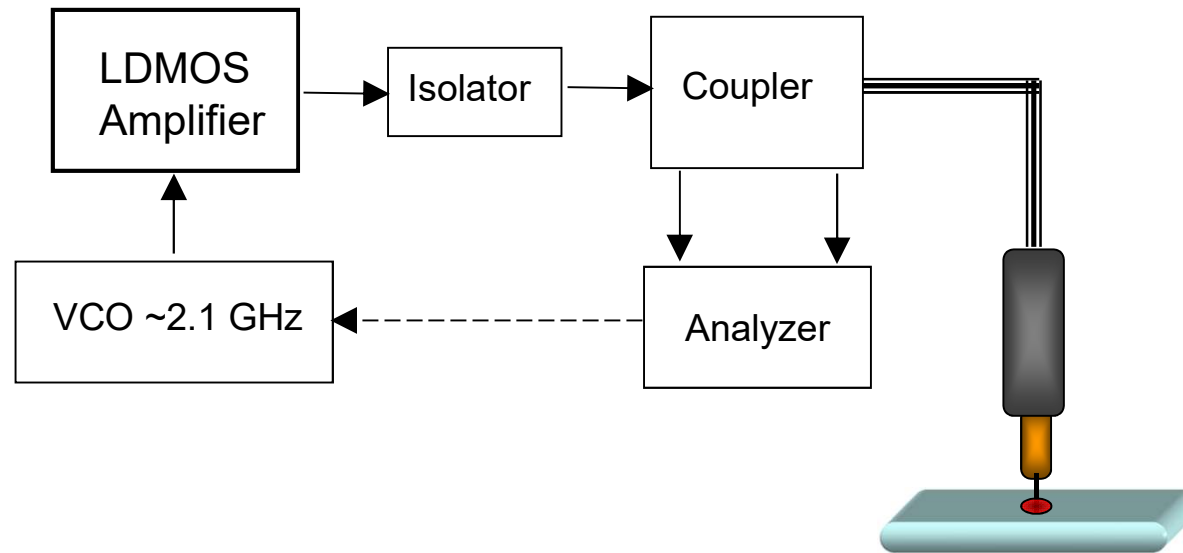 LDMOS
Amplifier
Isolator
Coupler
VCO ~2.1 GHz
Analyzer